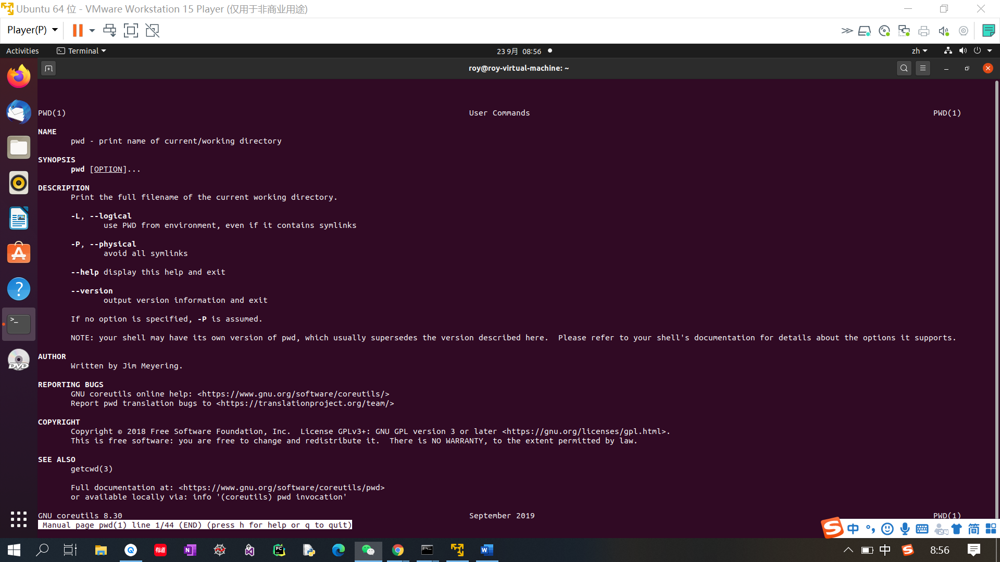 Ubuntu 64 位 - VMware Workstation 15 Player (仅用于非商业用途)
Player(P)
Activities
Terminal
23 9月 08:56
zh
roy@roy-virtual-machine: ~
PWD(1) User Commands PWD(1)
NAME
pwd - print name of current/working directory
SYNOPSIS
pwd [OPTION]...
DESCRIPTION
Print the full filename of the current working directory.
-L, --logical
use PWD from environment, even if it contains symlinks
-P, --physical
avoid all symlinks
--help display this help and exit
--version
output version information and exit
If no option is specified, -P is assumed.
NOTE: your shell may have its own version of pwd, which usually supersedes the version described here.  Please refer to your shell's documentation for details about the options it supports.
AUTHOR
Written by Jim Meyering.
REPORTING BUGS
GNU coreutils online help: <https://www.gnu.org/software/coreutils/>
Report pwd translation bugs to <https://translationproject.org/team/>
COPYRIGHT
Copyright © 2018 Free Software Foundation, Inc.  License GPLv3+: GNU GPL version 3 or later <https://gnu.org/licenses/gpl.html>.
This is free software: you are free to change and redistribute it.  There is NO WARRANTY, to the extent permitted by law.
SEE ALSO
getcwd(3)
Full documentation at: <https://www.gnu.org/software/coreutils/pwd>
or available locally via: info '(coreutils) pwd invocation'
GNU coreutils 8.30 September 2019 PWD(1)
Manual page pwd(1) line 1/44 (END) (press h for help or q to quit)
DVD
中 简
有道
中
8:56